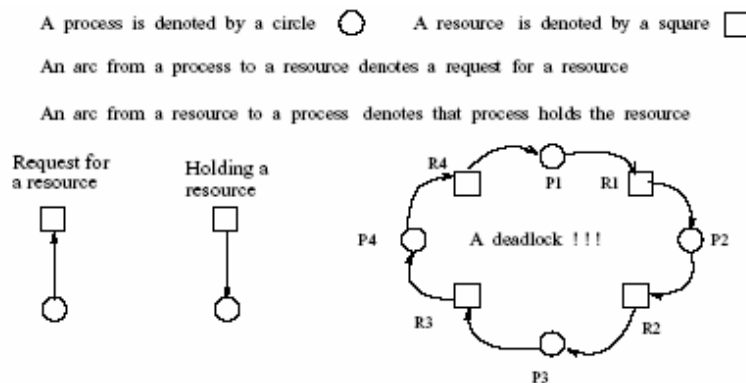 A process is denoted by a circle
A resource is denoted by a square
An arc from a process to a resource denotes a request for a resource
An arc from a resource to a process denotes that process holds the resource
Request for
a resource
Holding a
resource
R4
P1
R1
P4
A deadlock ! ! !
P2
R3
R2
P3